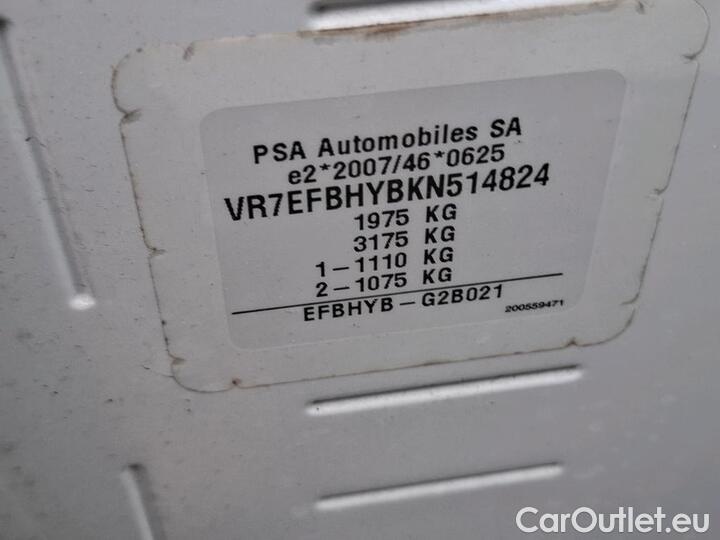 PSA Automobiles SA
e2*2007/46*0625
VR7EFBHYBKN514824
1975 KG
3175 KG
1-1110 KG
2-1075 KG
EFBHYB-G2B021
200559471
CarOutlet.eu